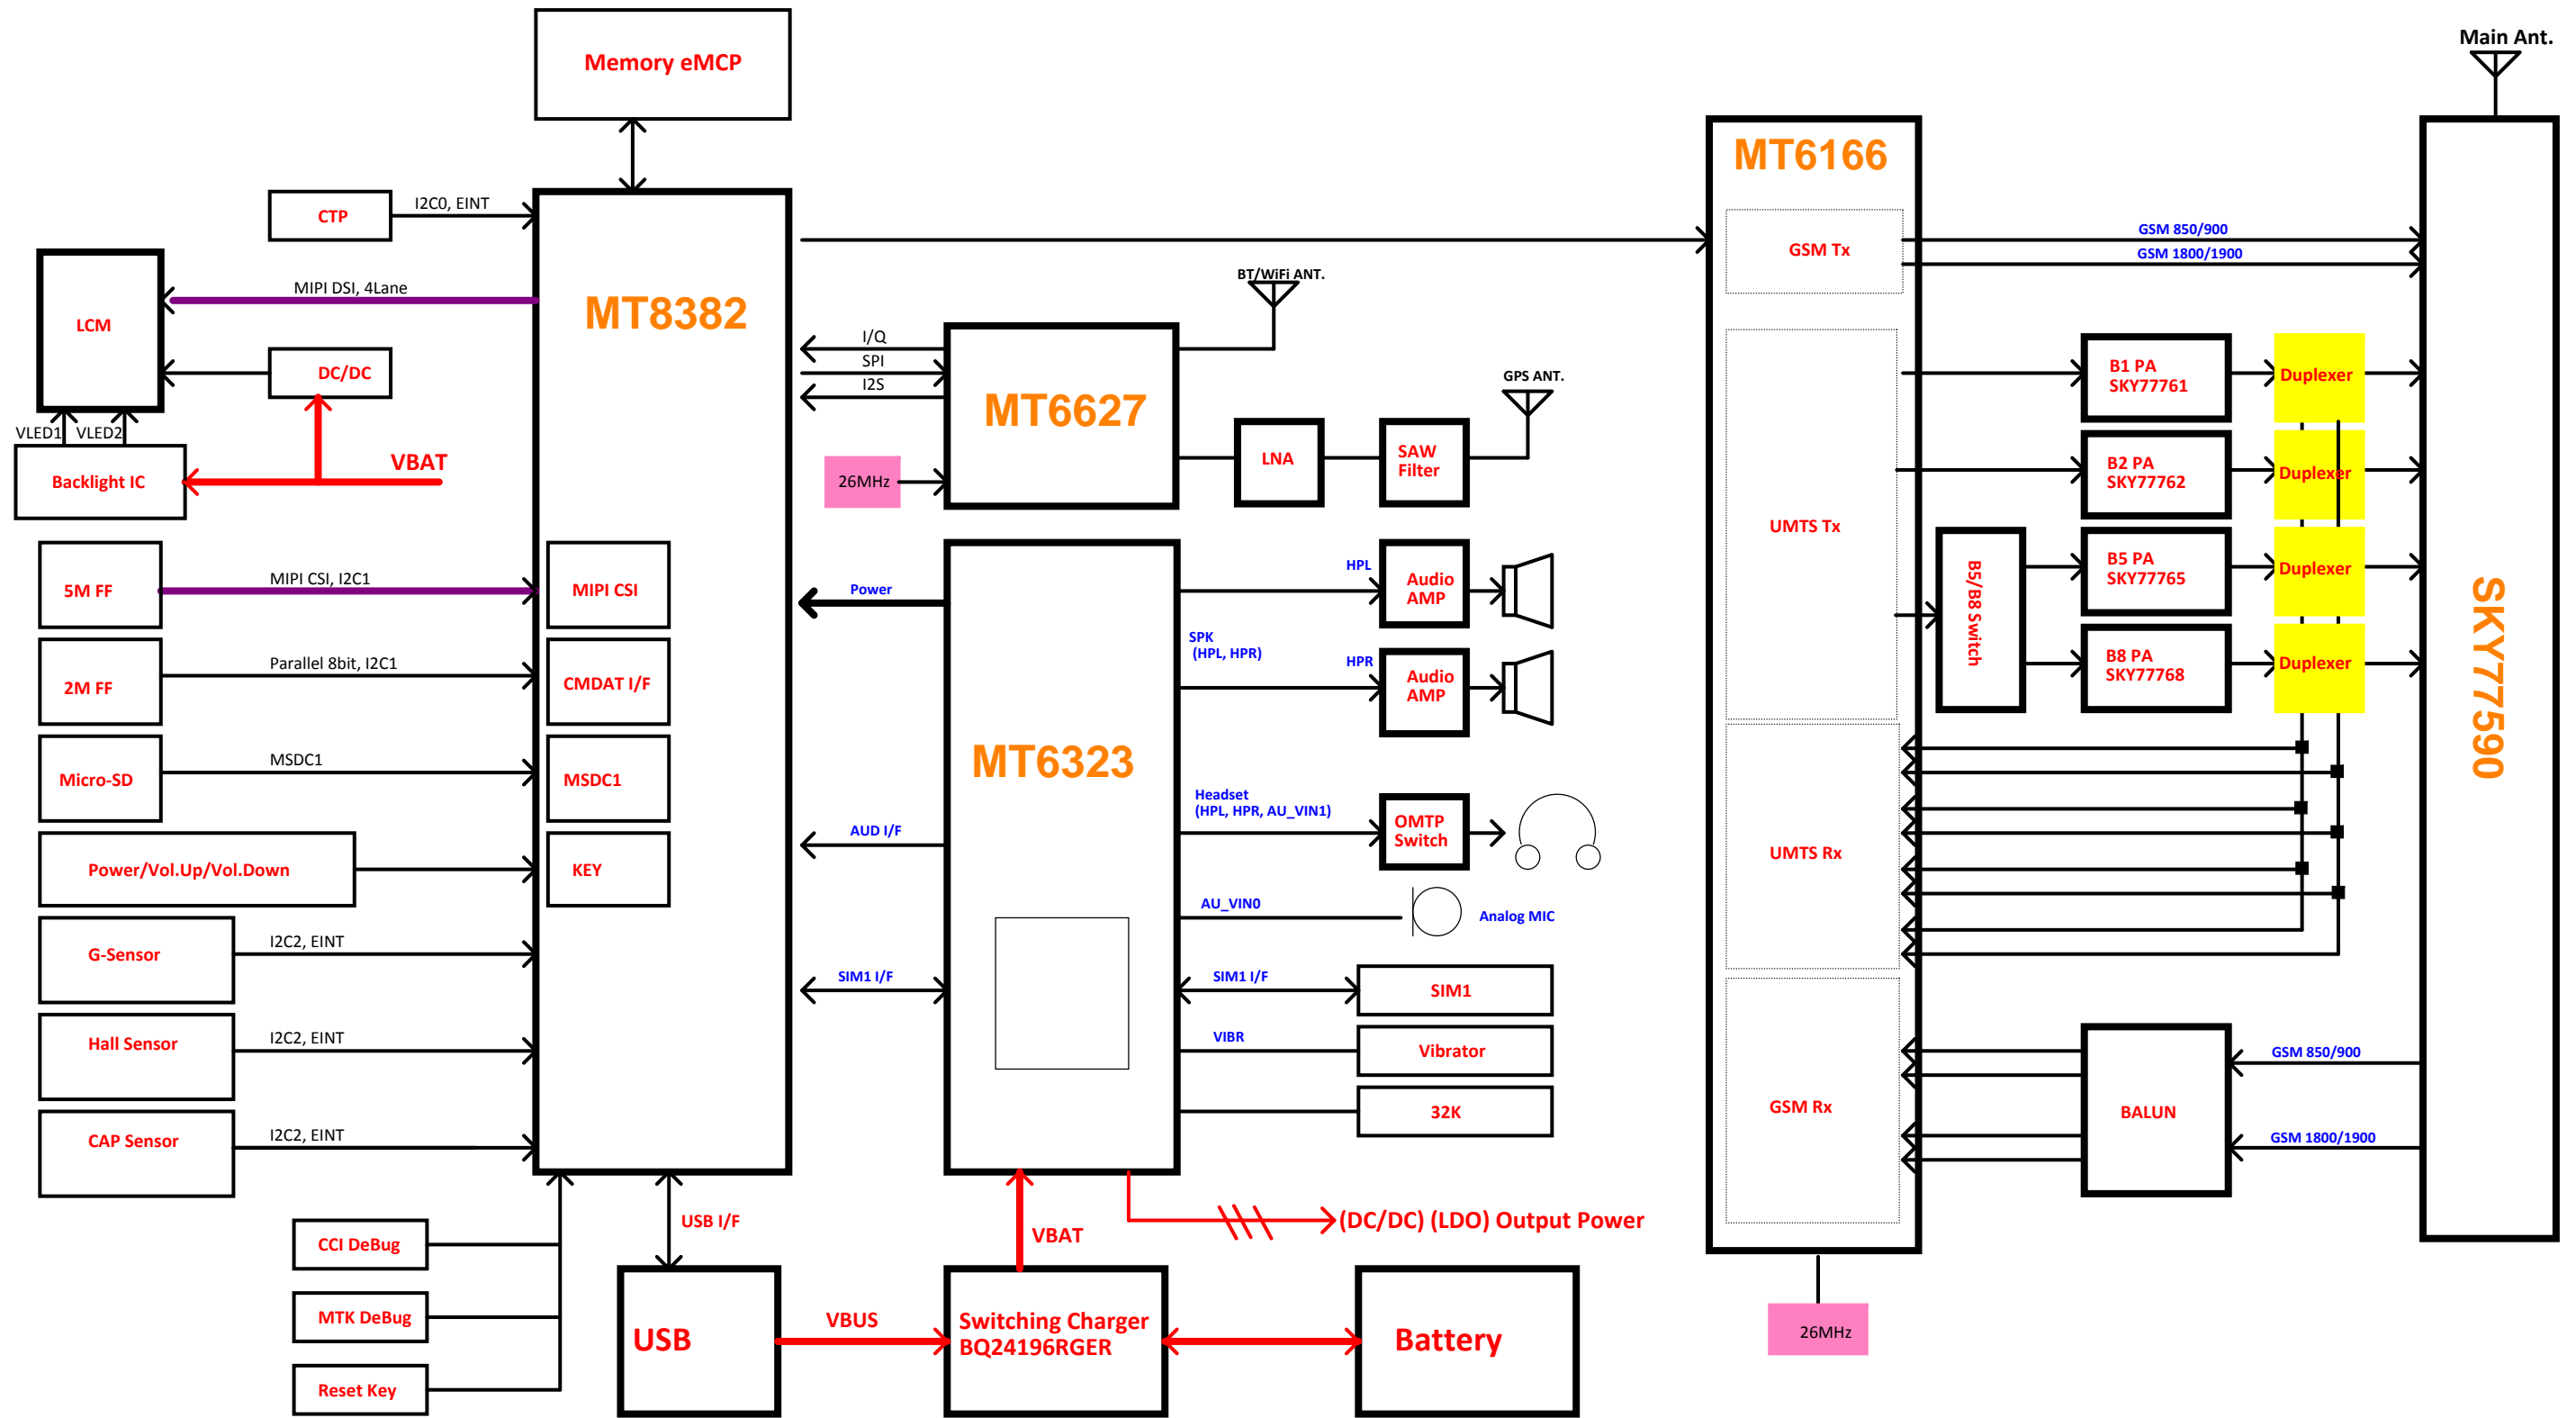 Main Ant.
Memory eMCP
MT6166
CTP
I2C0, EINT
GSM Tx
GSM 850/900
GSM 1800/1900
MT8382
LCM
MIPI DSI, 4Lane
DC/DC
VLED1
VLED2
Backlight IC
VBAT
BT/WiFi ANT.
I/Q
SPI
I2S
MT6627
26MHz
LNA
SAW
Filter
GPS ANT.
UMTS Tx
B1 PA
SKY77761
Duplexer
B2 PA
SKY77762
Duplexer
B5/B8 Switch
B5 PA
SKY77765
Duplexer
B8 PA
SKY77768
Duplexer
SKY77590
5M FF
MIPI CSI, I2C1
MIPI CSI
2M FF
Parallel 8bit, I2C1
CMDAT I/F
Micro-SD
MSDC1
MSDC1
Power/Vol.Up/Vol.Down
KEY
G-Sensor
I2C2, EINT
Hall Sensor
I2C2, EINT
CAP Sensor
I2C2, EINT
Power
AUD I/F
SIM1 I/F
MT6323
HPL
Audio
AMP
SPK
(HPL, HPR)
HPR
Audio
AMP
Headset
(HPL, HPR, AU_VIN1)
OMTP
Switch
AU_VIN0
Analog MIC
SIM1 I/F
SIM1
VIBR
Vibrator
32K
UMTS Rx
GSM Rx
BALUN
GSM 850/900
GSM 1800/1900
CCI DeBug
MTK DeBug
Reset Key
USB I/F
USB
VBUS
VBAT
(DC/DC) (LDO) Output Power
Switching Charger
BQ24196RGER
Battery
26MHz